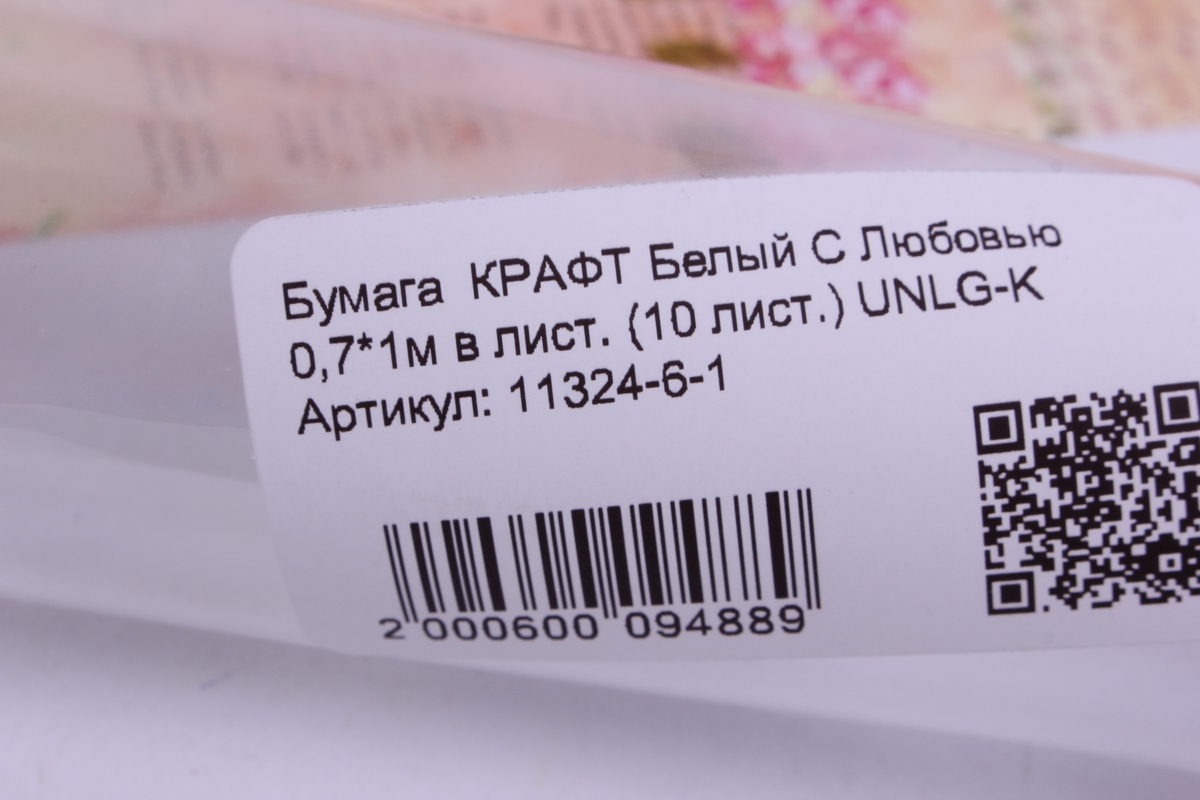 Бумага КРАФТ Белый С Любовью
0,7*1м в лист. (10 лист.) UNLG-K
Артикул: 11324-6-1
2 000600 094889